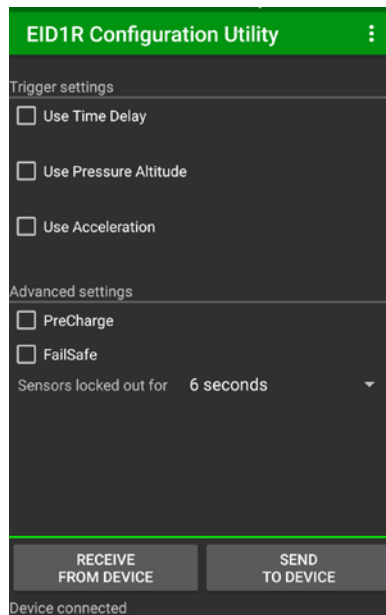 EID1R Configuration Utility
Trigger settings
Use Time Delay
Use Pressure Altitude
Use Acceleration
Advanced settings
PreCharge
FailSafe
Sensors locked out for 6 seconds
RECEIVE
FROM DEVICE
SEND
TO DEVICE
Device connected